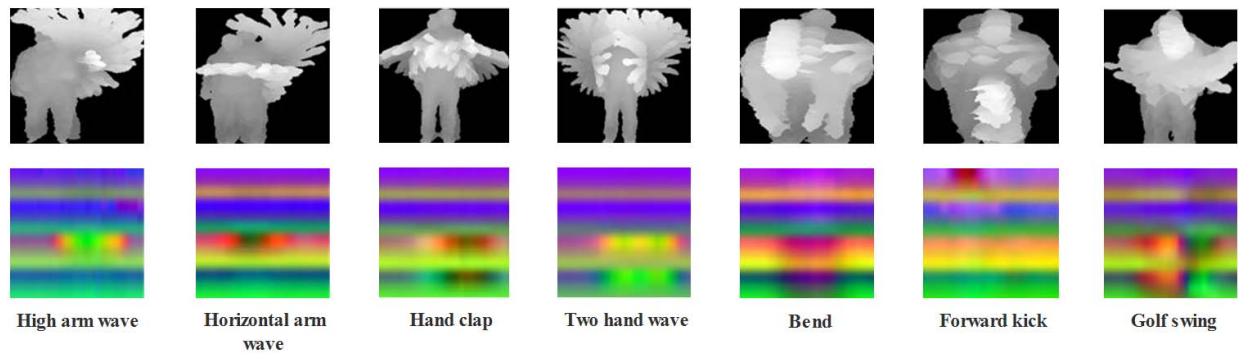 High arm wave
Horizontal arm
wave
Hand clap
Two hand wave
Bend
Forward kick
Golf swing